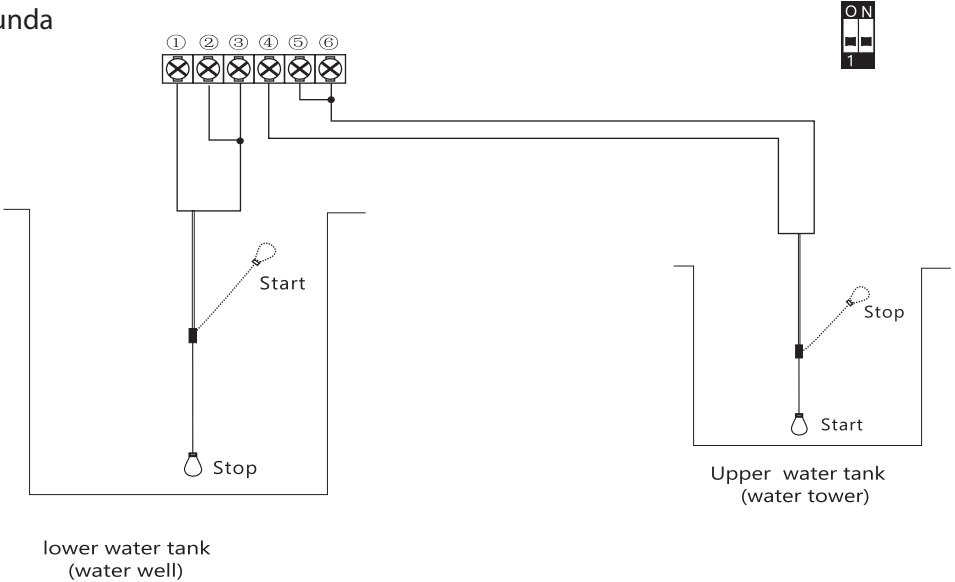 unda
ON
1
① ② ③ ④ ⑤ ⑥
Start
Stop
Stop
Start
Upper water tank
(water tower)
lower water tank
(water well)